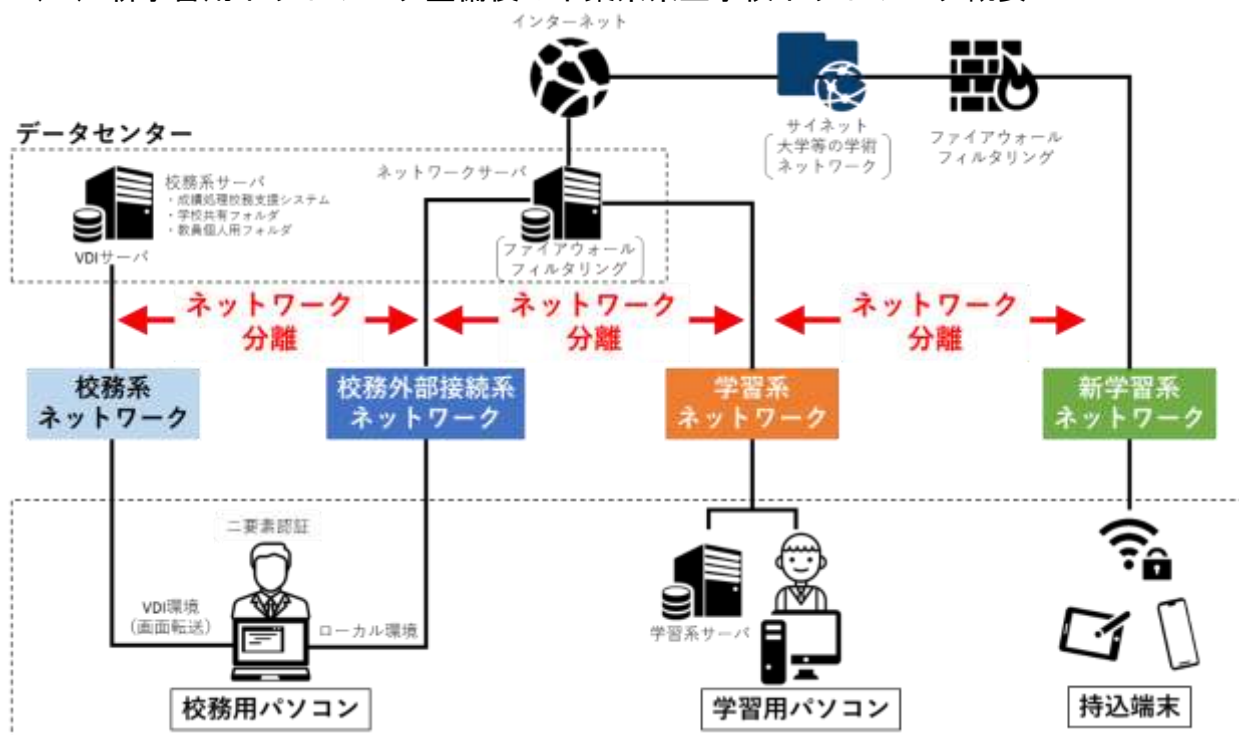 インターネット
データセンター
校務系サーバ
・成績処理校務支援システム
・学校共有フォルダ
・教員個人用フォルダ
VDIサーバ
ネットワークサーバ
ファイアウォール
フィルタリング
サイネット
大学等の学術
ネットワーク
ファイアウォール
フィルタリング
ネットワーク
分離
ネットワーク
分離
ネットワーク
分離
校務系
ネットワーク
校務外部接続系
ネットワーク
学習系
ネットワーク
新学習系
ネットワーク
二要素認証
VDI環境
(画面転送)
ローカル環境
学習系サーバ
校務用パソコン
学習用パソコン
持込端末